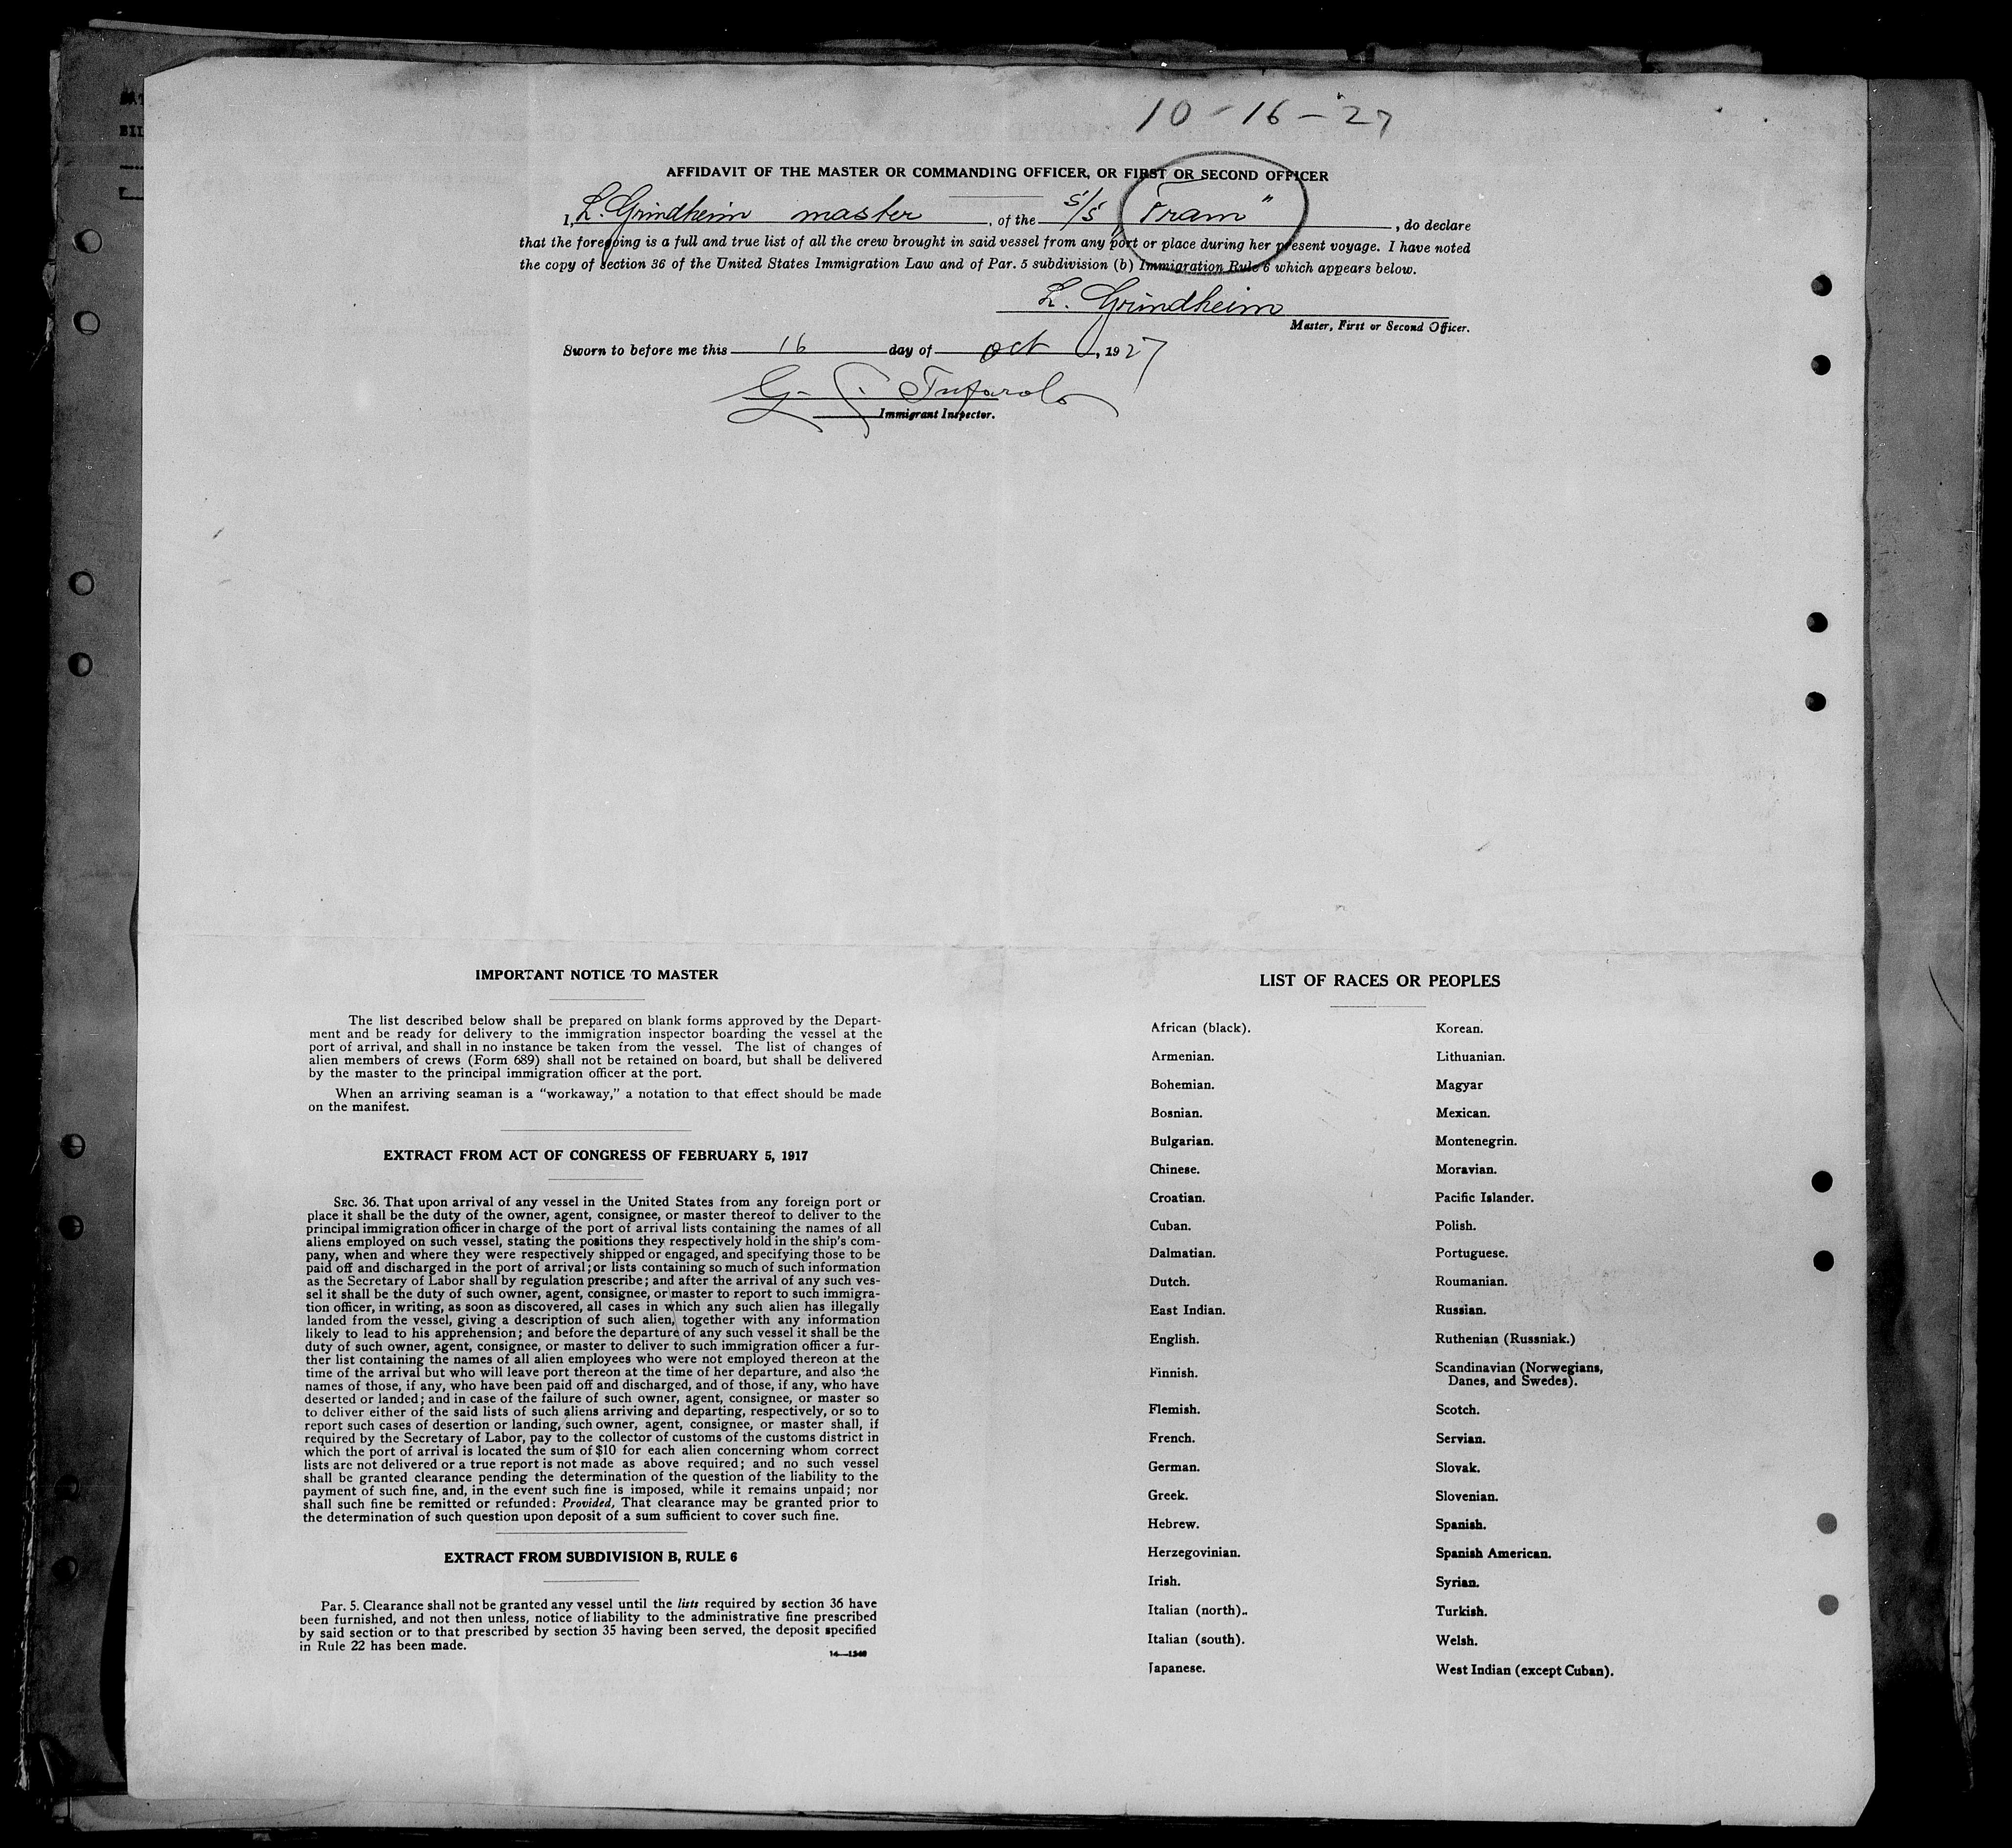 10-16-27
AFFIDAVIT OF THE MASTER OR COMMANDING OFFICER, OR FIRST OR SECOND OFFICER
I, L. Grindheim master, of the S/S "Fram", do declare
that the foregoing is a full and true list of all the crew brought in said vessel from any port or place during her present voyage. I have noted
the copy of section 36 of the United States Immigration Law and of Par. 5 subdivision (b) Immigration Rule 6 which appears below.
L. Grindheim
Master, First or Second Officer.
Sworn to before me this 16 day of oct, 1927
G.
Immigrant Inspector.
IMPORTANT NOTICE TO MASTER
The list described below shall be prepared on blank forms approved by the Depart-
ment and be ready for delivery to the immigration inspector boarding the vessel at the
port of arrival, and shall in no instance be taken from the vessel. The list of changes of
alien members of crews (Form 689) shall not be retained on board, but shall be delivered
by the master to the principal immigration officer at the port.
When an arriving seaman is a "workaway," a notation to that effect should be made
on the manifest.
EXTRACT FROM ACT OF CONGRESS OF FEBRUARY 5, 1917
SEC. 36. That upon arrival of any vessel in the United States from any foreign port or
place it shall be the duty of the owner, agent, consignee, or master thereof to deliver to the
principal immigration officer in charge of the port of arrival lists containing the names of all
aliens employed on such vessel, stating the positions they respectively hold in the ship's com-
pany, when and where they were respectively shipped or engaged, and specifying those to be
paid off and discharged in the port of arrival; or lists containing so much of such information
as the Secretary of Labor shall by regulation prescribe; and after the arrival of any such ves-
sel it shall be the duty of such owner, agent, consignee, or master to report to such immigra-
tion officer, in writing, as soon as discovered, all cases in which any such alien has illegally
landed from the vessel, giving a description of such alien, together with any information
likely to lead to his apprehension; and before the departure of any such vessel it shall be the
duty of such owner, agent, consignee, or master to deliver to such immigration officer a fur-
ther list containing the names of all alien employees who were not employed thereon at the
time of the arrival but who will leave port thereon at the time of her departure, and also the
names of those, if any, who have been paid off and discharged, and of those, if any, who have
deserted or landed; and in case of the failure of such owner, agent, consignee, or master so
to deliver either of the said lists of such aliens arriving and departing, respectively, or so to
report such cases of desertion or landing, such owner, agent, consignee, or master shall, if
required by the Secretary of Labor, pay to the collector of customs of the customs district in
which the port of arrival is located the sum of $10 for each alien concerning whom correct
lists are not delivered or a true report is not made as above required; and no such vessel
shall be granted clearance pending the determination of the question of the liability to the
payment of such fine, and, in the event such fine is imposed, while it remains unpaid; nor
shall such fine be remitted or refunded: Provided, That clearance may be granted prior to
the determination of such question upon deposit of a sum sufficient to cover such fine.
EXTRACT FROM SUBDIVISION B, RULE 6
Par. 5. Clearance shall not be granted any vessel until the lists required by section 36 have
been furnished, and not then unless, notice of liability to the administrative fine prescribed
by said section or to that prescribed by section 35 having been served, the deposit specified
in Rule 22 has been made.
14—1340
LIST OF RACES OR PEOPLES
African (black).
Armenian.
Bohemian.
Bosnian.
Bulgarian.
Chinese.
Croatian.
Cuban.
Dalmatian.
Dutch.
East Indian.
English.
Finnish.
Flemish.
French.
German.
Greek.
Hebrew.
Herzegovinian.
Irish.
Italian (north)..
Italian (south).
Japanese.
Korean.
Lithuanian.
Magyar
Mexican.
Montenegrin.
Moravian.
Pacific Islander.
Polish.
Portuguese.
Roumanian.
Russian.
Ruthenian (Russniak.)
Scandinavian (Norwegians,
Danes, and Swedes).
Scotch.
Servian.
Slovak.
Slovenian.
Spanish.
Spanish American.
Syrian.
Turkish.
Welsh.
West Indian (except Cuban).